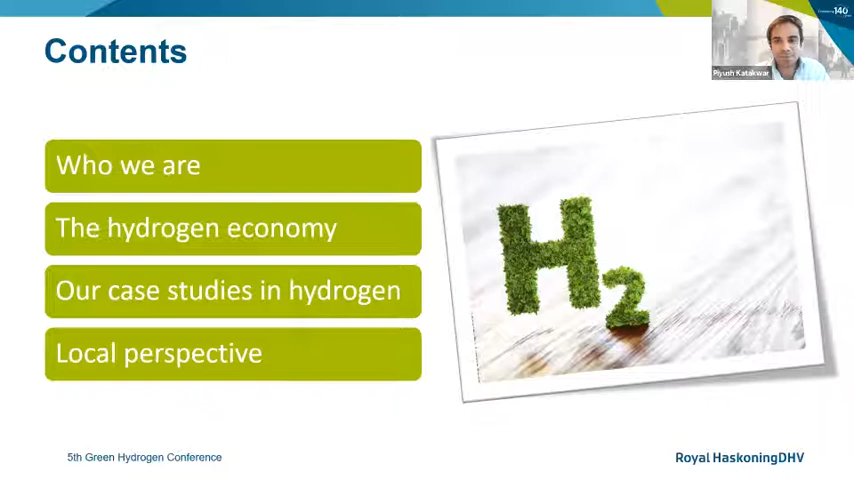 Contents
140
Piyush Katakwar
Who we are
The hydrogen economy
Our case studies in hydrogen
Local perspective
H2
5th Green Hydrogen Conference
Royal HaskoningDHV